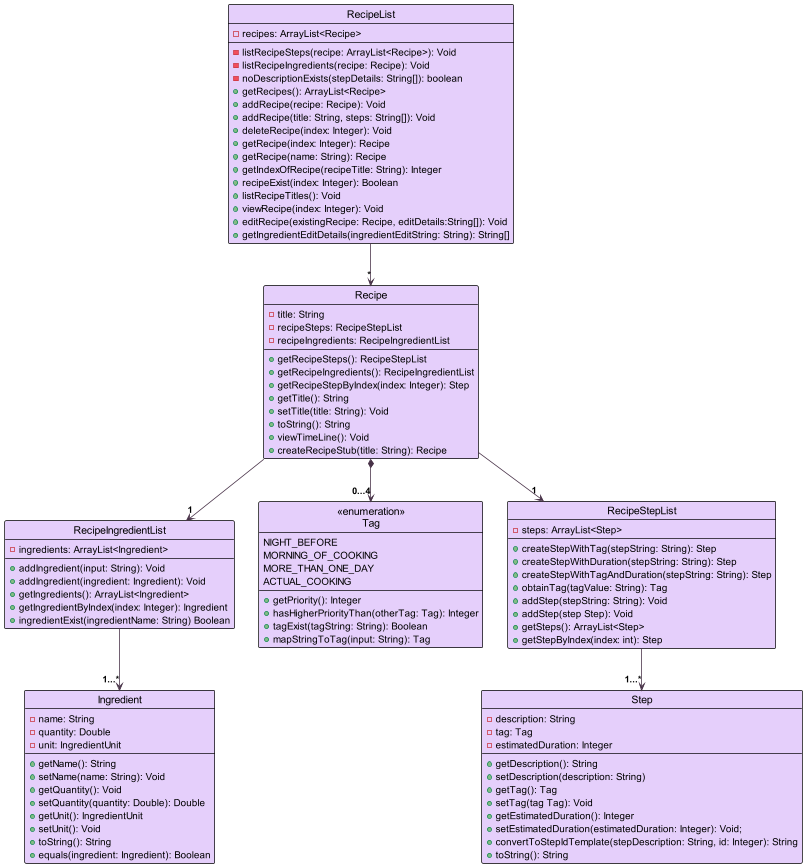 RecipeList
recipes: ArrayList<Recipe>
listRecipeSteps(recipe: ArrayList<Recipe>): Void
listRecipeIngredients(recipe: Recipe): Void
noDescriptionExists(stepDetails: String[]): boolean
getRecipes(): ArrayList<Recipe>
addRecipe(recipe: Recipe): Void
addRecipe(title: String, steps: String[]): Void
deleteRecipe(index: Integer): Void
getRecipe(index: Integer): Recipe
getRecipe(name: String): Recipe
getIndexOfRecipe(recipeTitle: String): Integer
recipeExist(index: Integer): Boolean
listRecipeTitles(): Void
viewRecipe(index: Integer): Void
editRecipe(existingRecipe: Recipe, editDetails:String[]): Void
getIngredientEditDetails(ingredientEditString: String): String[]
*
Recipe
title: String
recipeSteps: RecipeStepList
recipeIngredients: RecipeIngredientList
getRecipeSteps(): RecipeStepList
getRecipeIngredients(): RecipeIngredientList
getRecipeStepByIndex(index: Integer): Step
getTitle(): String
setTitle(title: String): Void
toString(): String
viewTimeLine(): Void
createRecipeStub(title: String): Recipe
1
0...4
1
RecipeIngredientList
ingredients: ArrayList<Ingredient>
addIngredient(input: String): Void
addIngredient(ingredient: Ingredient): Void
getIngredients(): ArrayList<Ingredient>
getIngredientByIndex(index: Integer): Ingredient
ingredientExist(ingredientName: String) Boolean
«enumeration»
Tag
NIGHT_BEFORE
MORNING_OF_COOKING
MORE_THAN_ONE_DAY
ACTUAL_COOKING
getPriority(): Integer
hasHigherPriorityThan(otherTag: Tag): Integer
tagExist(tagString: String): Boolean
mapStringToTag(input: String): Tag
RecipeStepList
steps: ArrayList<Step>
createStepWithTag(stepString: String): Step
createStepWithDuration(stepString: String): Step
createStepWithTagAndDuration(stepString: String): Step
obtainTag(tagValue: String): Tag
addStep(stepString: String): Void
addStep(step Step): Void
getSteps(): ArrayList<Step>
getStepByIndex(index: int): Step
1...*
1...*
Ingredient
name: String
quantity: Double
unit: IngredientUnit
getName(): String
setName(name: String): Void
getQuantity(): Void
setQuantity(quantity: Double): Double
getUnit(): IngredientUnit
setUnit(): Void
toString(): String
equals(ingredient: Ingredient): Boolean
Step
description: String
tag: Tag
estimatedDuration: Integer
getDescription(): String
setDescription(description: String)
getTag(): Tag
setTag(tag Tag): Void
getEstimatedDuration(): Integer
setEstimatedDuration(estimatedDuration: Integer): Void;
convertToStepIdTemplate(stepDescription: String, id: Integer): String
toString(): String